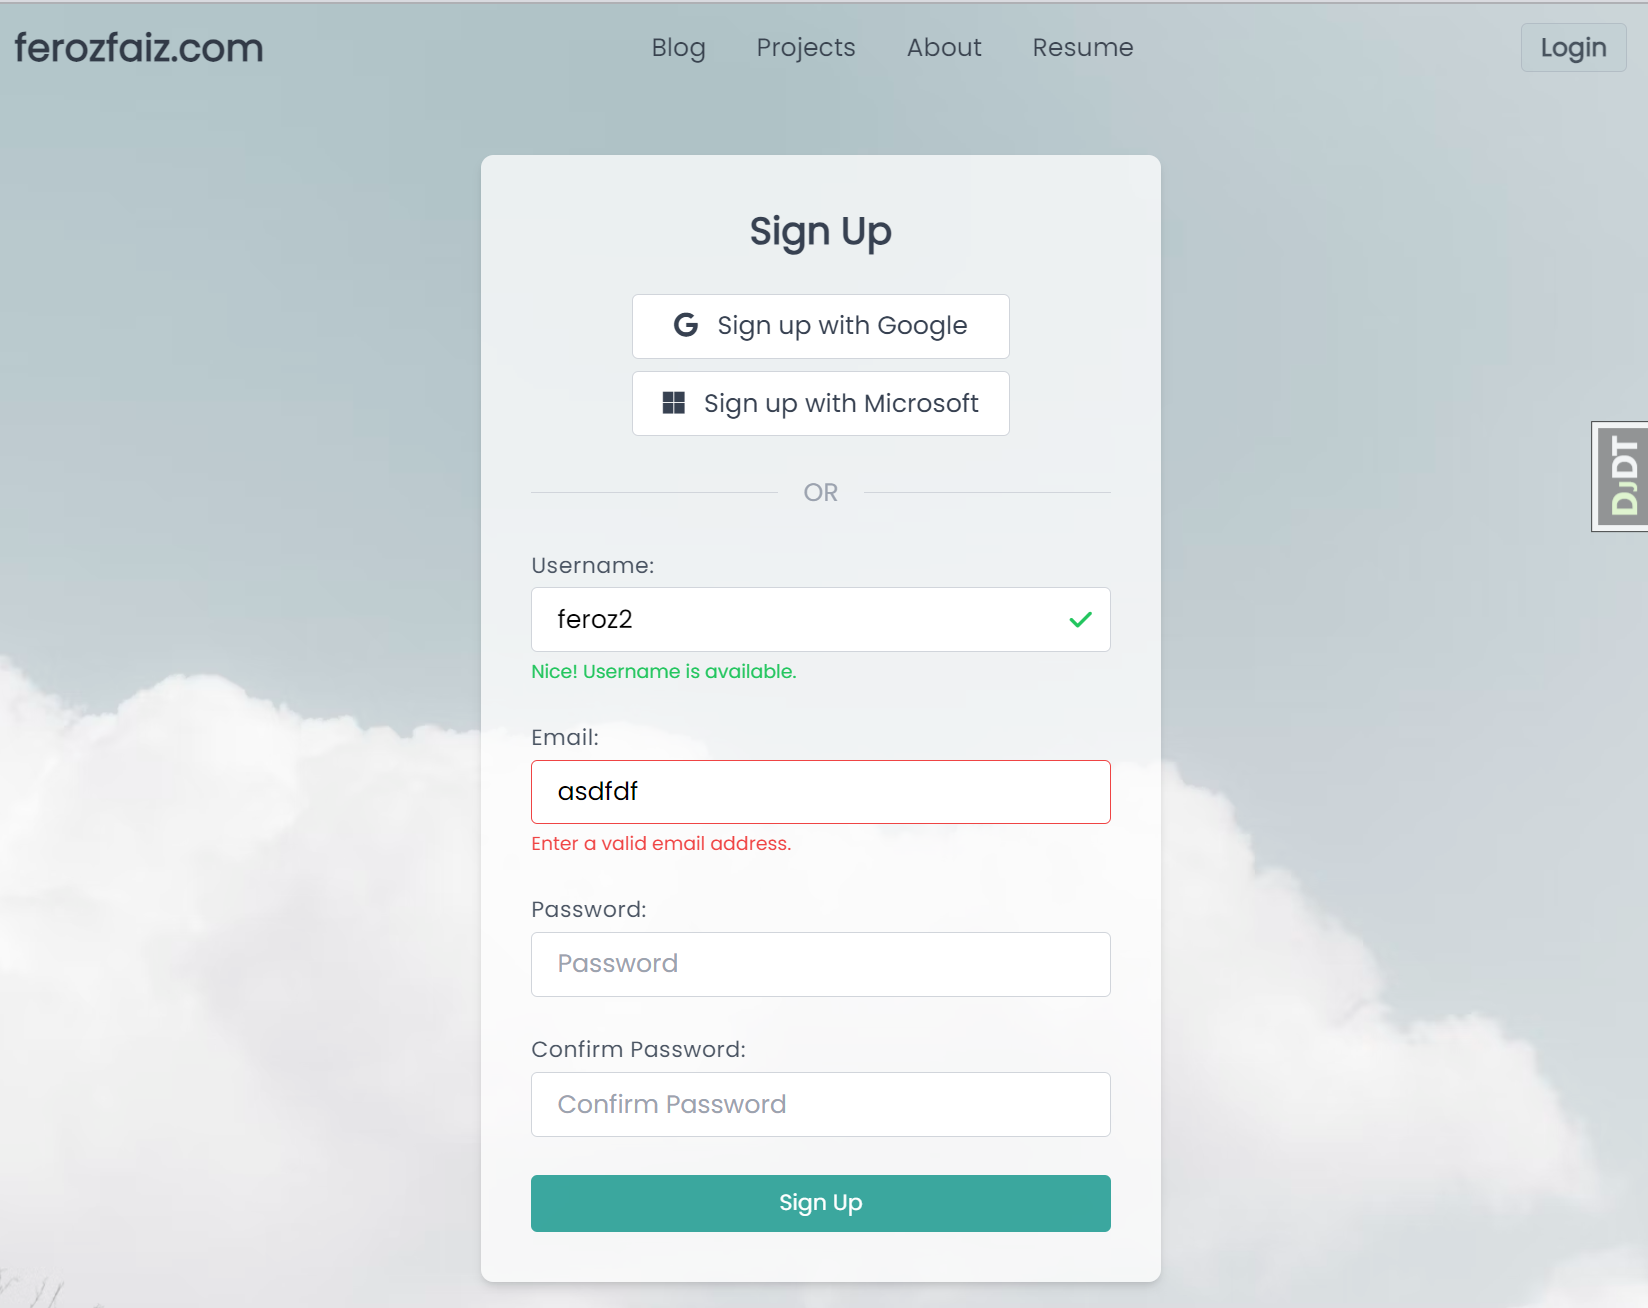 ferozfaiz.com
Blog
Projects
About
Resume
Login
Sign Up
Sign up with Google
Sign up with Microsoft
OR
DJDT
Username:
feroz2
Nice! Username is available.
Email:
asdfdf
Enter a valid email address.
Password:
Password
Confirm Password:
Confirm Password
Sign Up